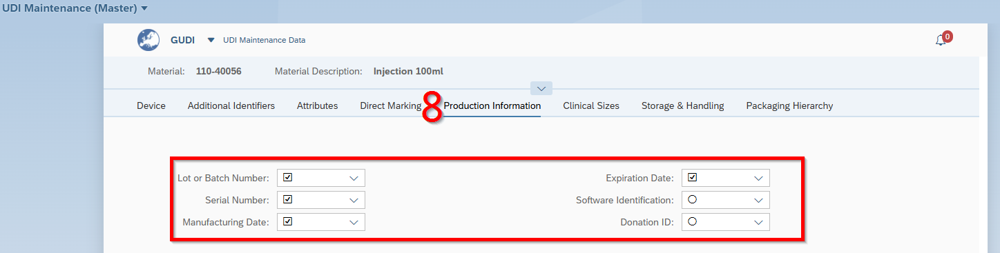 UDI Maintenance (Master)
GUDI UDI Maintenance Data 0
Material: 110-40056 Material Description: Injection 100ml
Device Additional Identifiers Attributes Direct Marking 8 Production Information Clinical Sizes Storage & Handling Packaging Hierarchy
Lot or Batch Number: Expiration Date:
Serial Number: Software Identification:
Manufacturing Date: Donation ID: